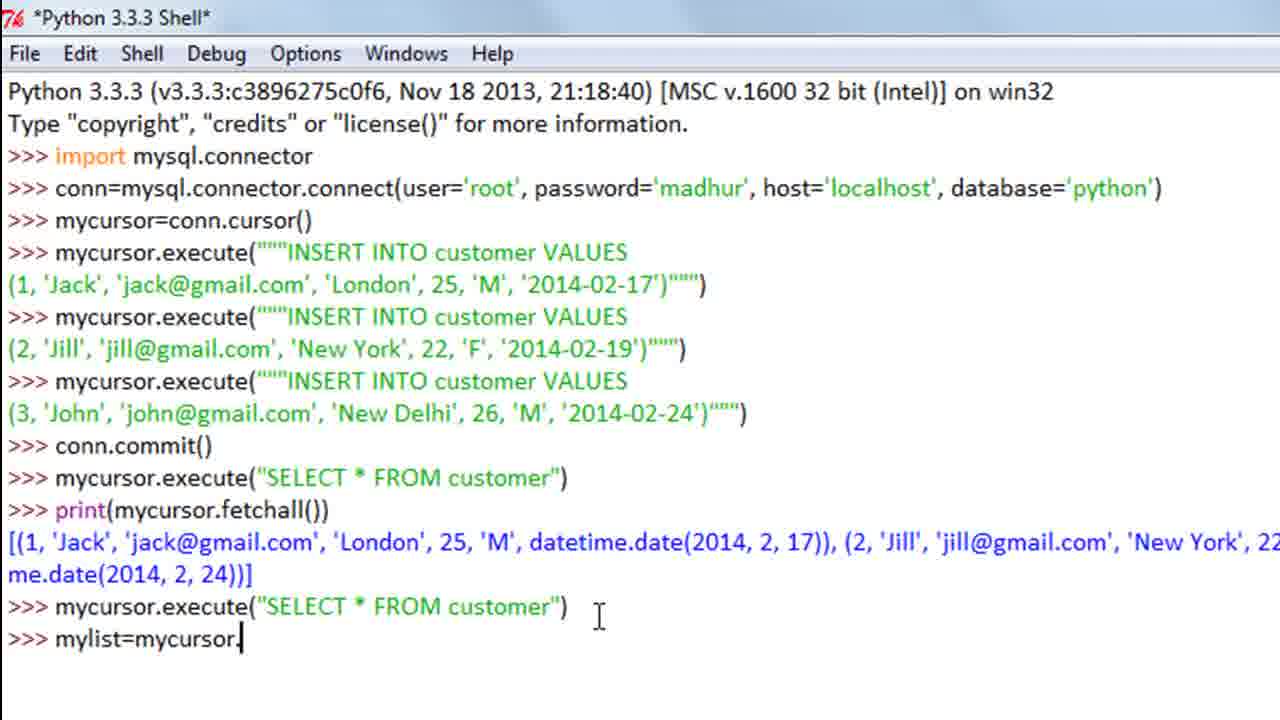 *Python 3.3.3 Shell*
File Edit Shell Debug Options Windows Help
Python 3.3.3 (v3.3.3:c3896275c0f6, Nov 18 2013, 21:18:40) [MSC v.1600 32 bit (Intel)] on win32
Type "copyright", "credits" or "license()" for more information.
>>> import mysql.connector
>>> conn=mysql.connector.connect(user='root', password='madhur', host='localhost', database='python')
>>> mycursor=conn.cursor()
>>> mycursor.execute("""INSERT INTO customer VALUES
(1, 'Jack', 'jack@gmail.com', 'London', 25, 'M', '2014-02-17')""")
>>> mycursor.execute("""INSERT INTO customer VALUES
(2, 'Jill', 'jill@gmail.com', 'New York', 22, 'F', '2014-02-19')""")
>>> mycursor.execute("""INSERT INTO customer VALUES
(3, 'John', 'john@gmail.com', 'New Delhi', 26, 'M', '2014-02-24')""")
>>> conn.commit()
>>> mycursor.execute("SELECT * FROM customer")
>>> print(mycursor.fetchall())
[(1, 'Jack', 'jack@gmail.com', 'London', 25, 'M', datetime.date(2014, 2, 17)), (2, 'Jill', 'jill@gmail.com', 'New York', 22
me.date(2014, 2, 24))]
>>> mycursor.execute("SELECT * FROM customer")
>>> mylist=mycursor.